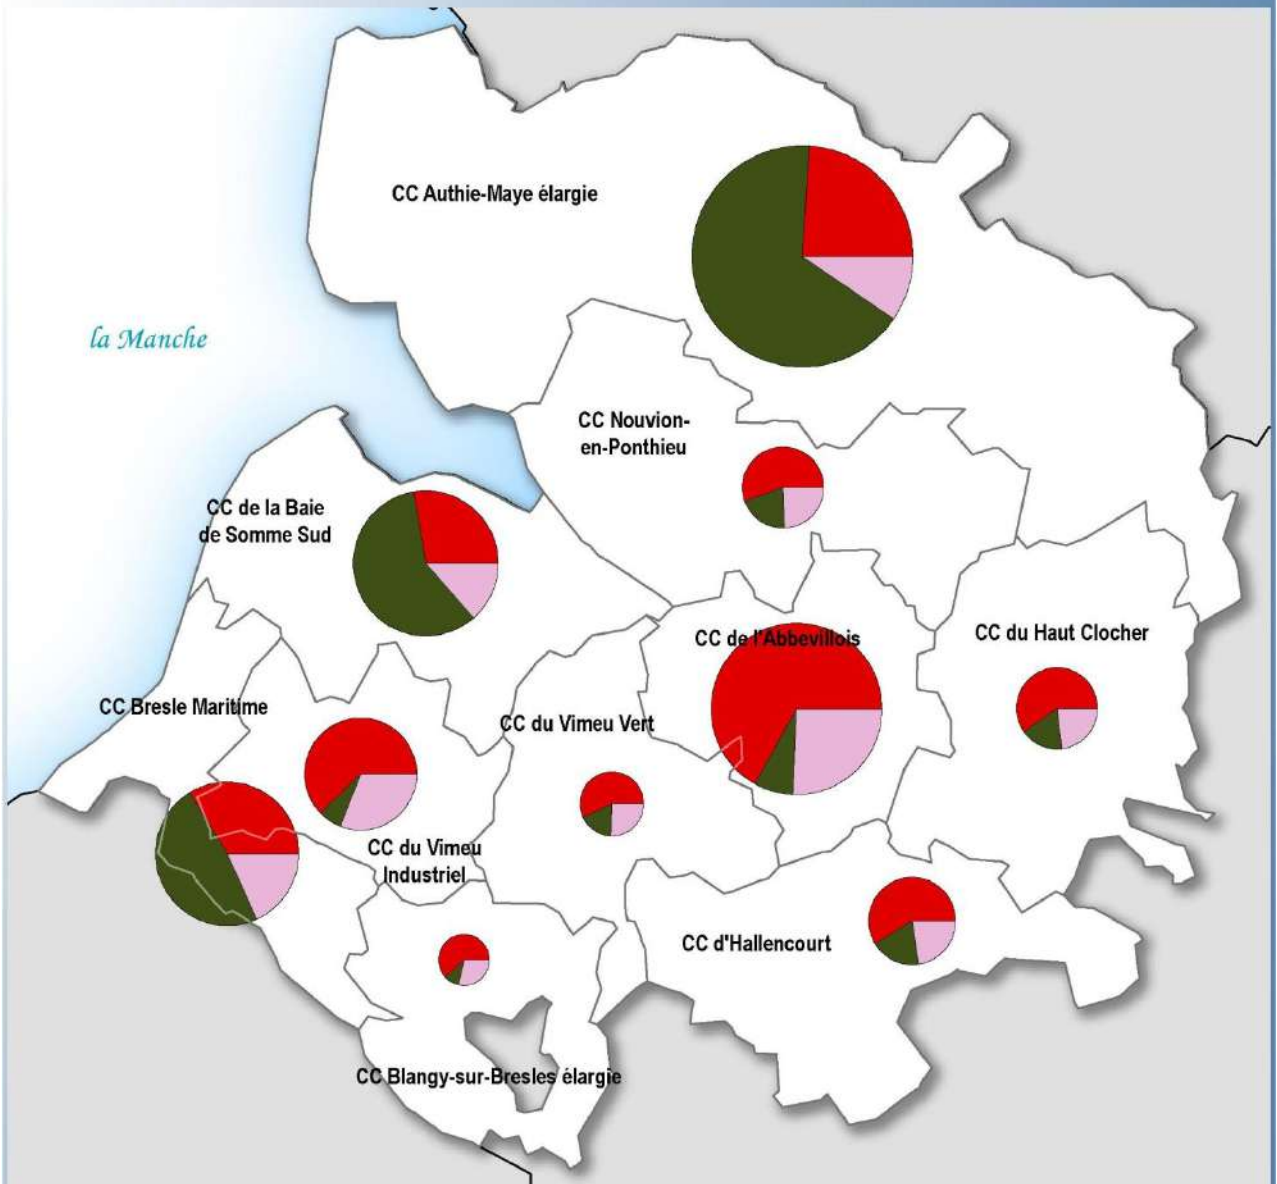 CC Authie-Maye élargie
la Manche
CC Nouvion-
en-Ponthieu
CC de la Baie
de Somme Sud
CC de l'Abbevillois
CC du Haut Clocher
CC Bresle Maritime
CC du Vimeu Vert
CC du Vimeu
Industriel
CC d'Hallencourt
CC Blangy-sur-Bresles élargie